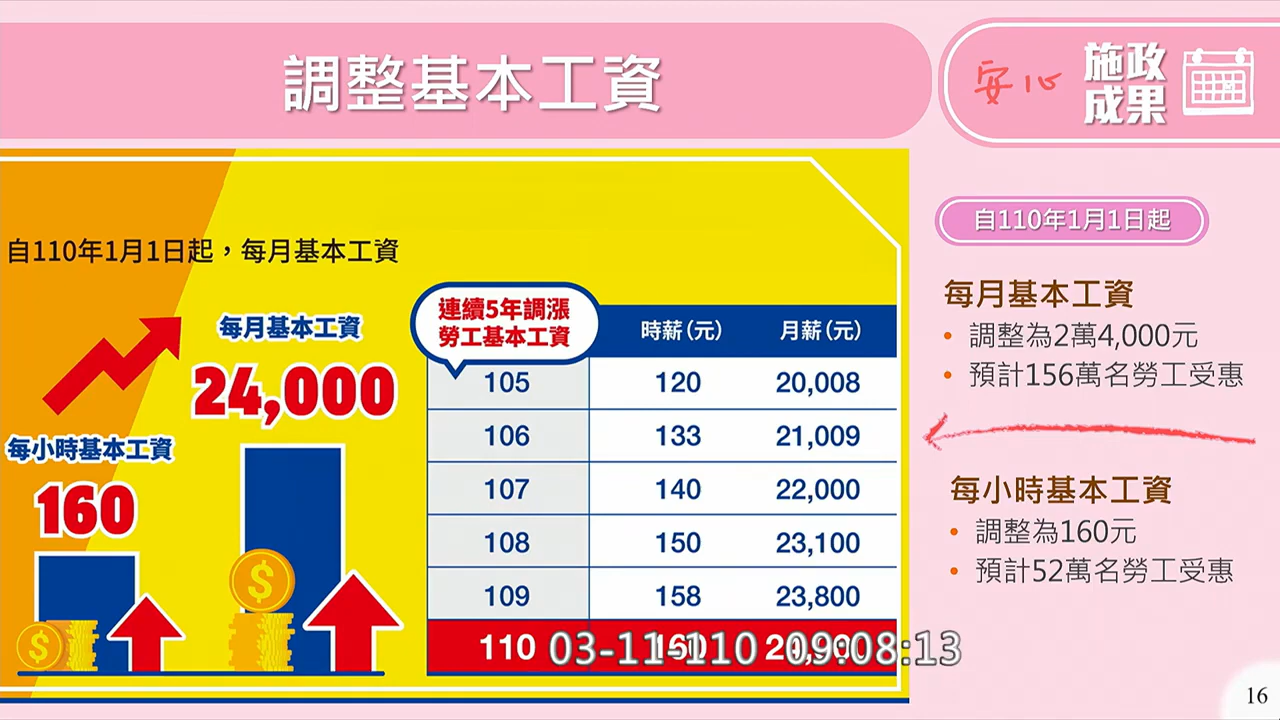 調整基本工資
安心
施政
成果
自110年1月1日起，每月基本工資
每月基本工資
24,000
每小時基本工資
160
連續5年調漲
勞工基本工資
時薪(元) 月薪(元)
105 120 20,008
106 133 21,009
107 140 22,000
108 150 23,100
109 158 23,800
110 160
03-11-110 09:08:13
自110年1月1日起
每月基本工資
• 調整為2萬4,000元
• 預計156萬名勞工受惠
每小時基本工資
• 調整為160元
• 預計52萬名勞工受惠
16